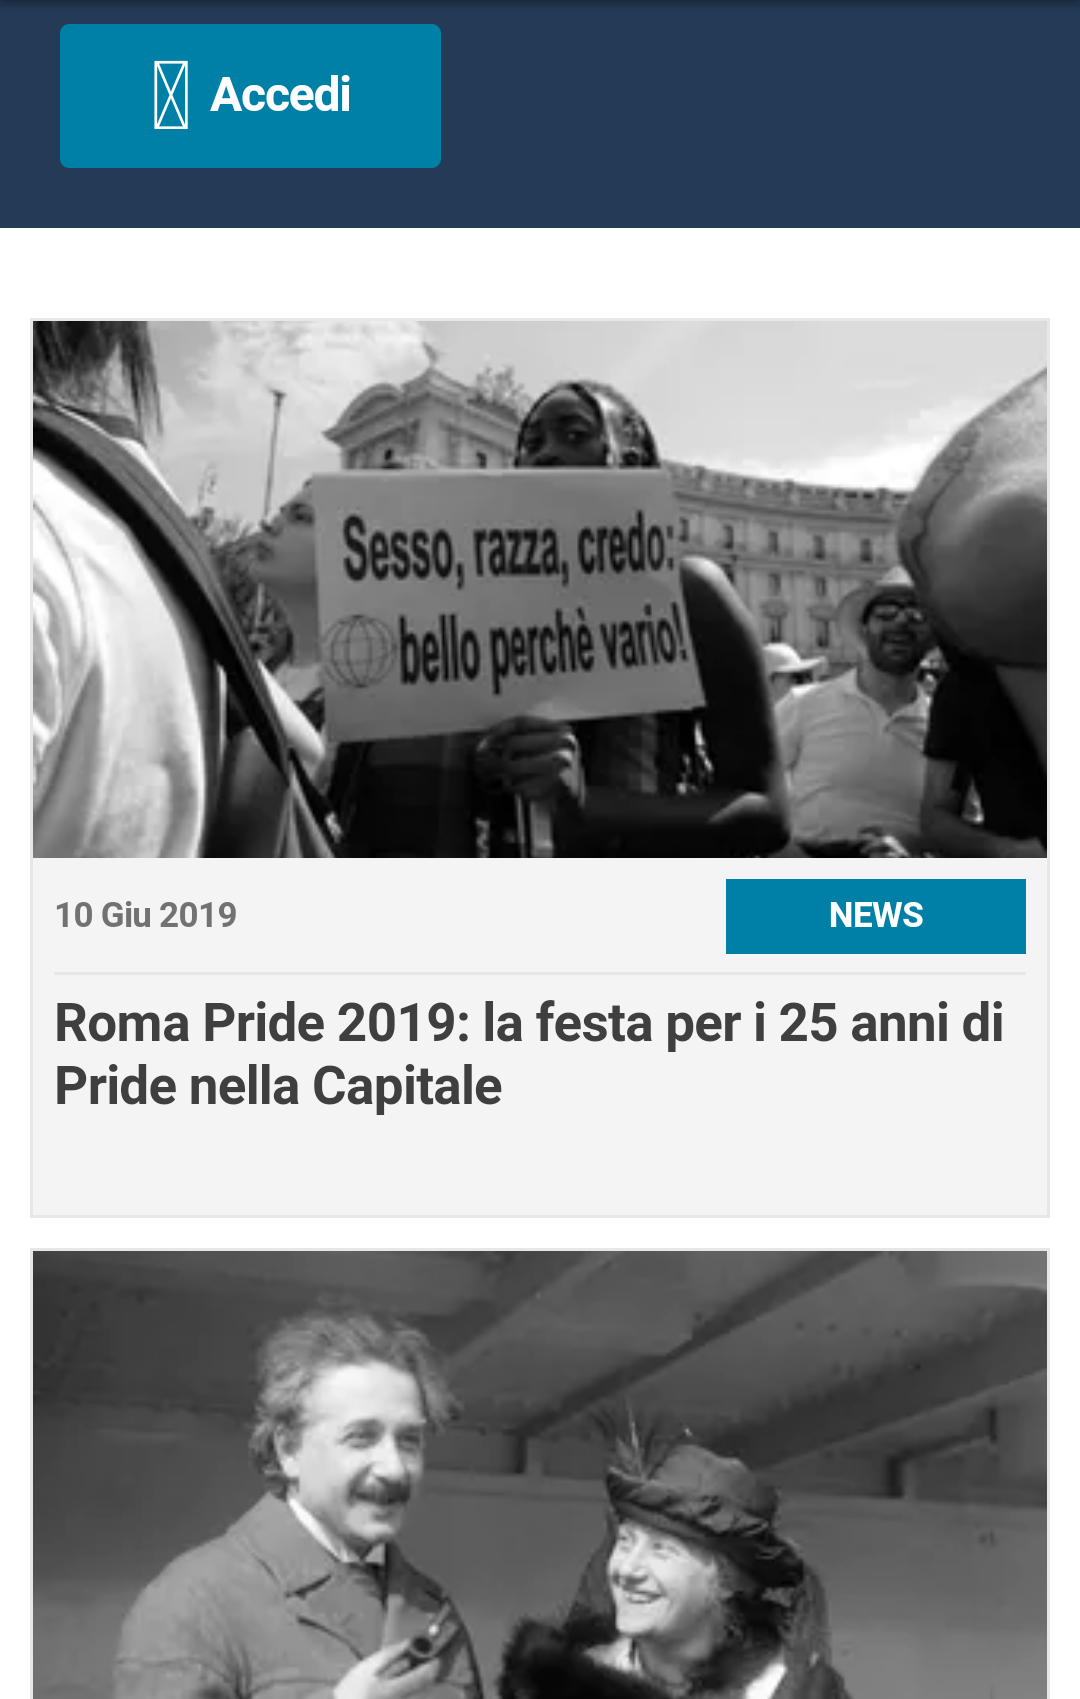 Accedi
Sesso, razza, credo:
bello perchè vario!
10 Giu 2019
NEWS
Roma Pride 2019: la festa per i 25 anni di
Pride nella Capitale